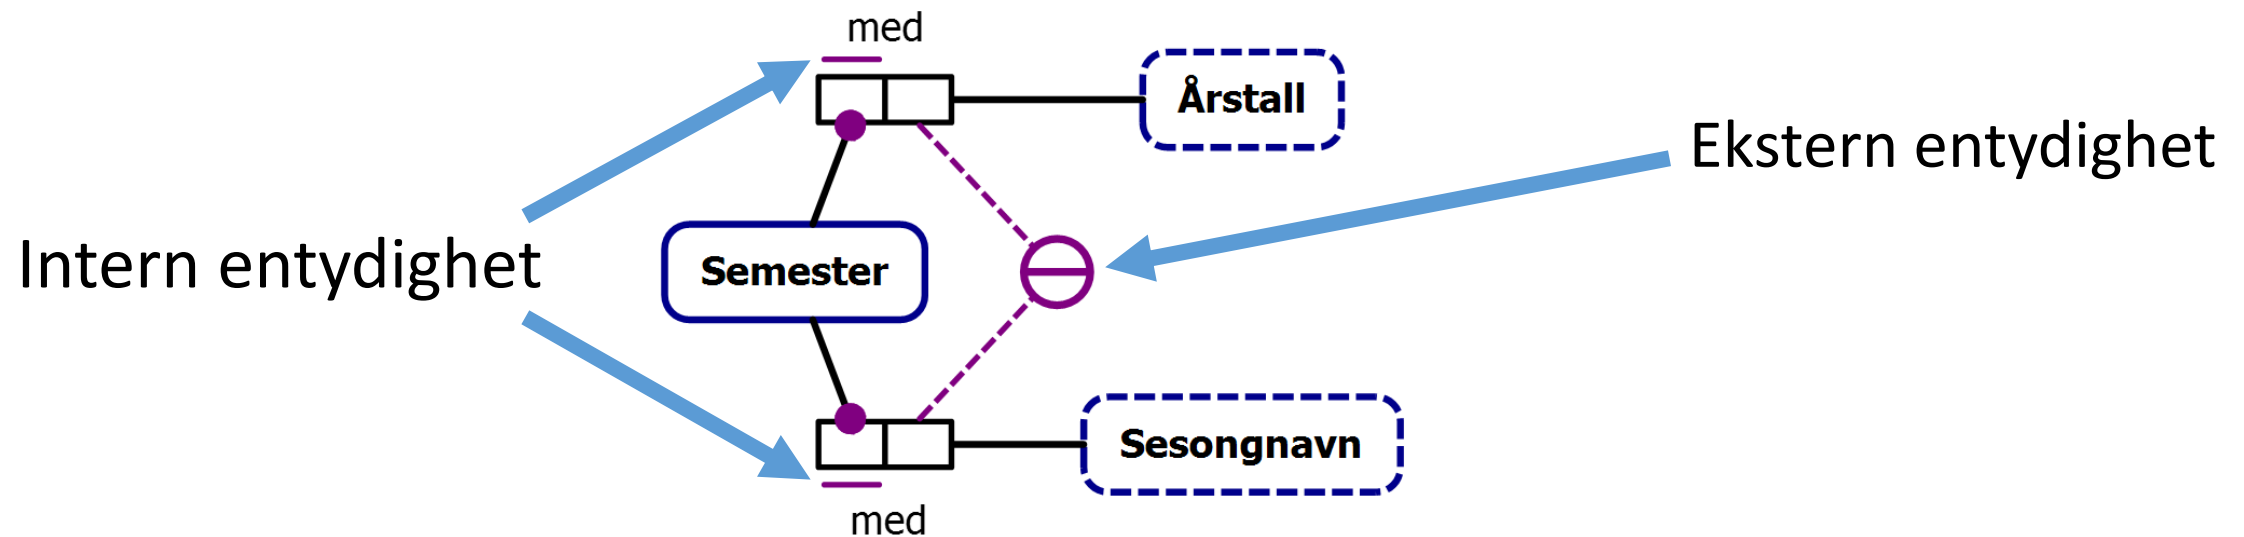 med
Årstall
Ekstern entydighet
Intern entydighet
Semester
Sesongnavn
med